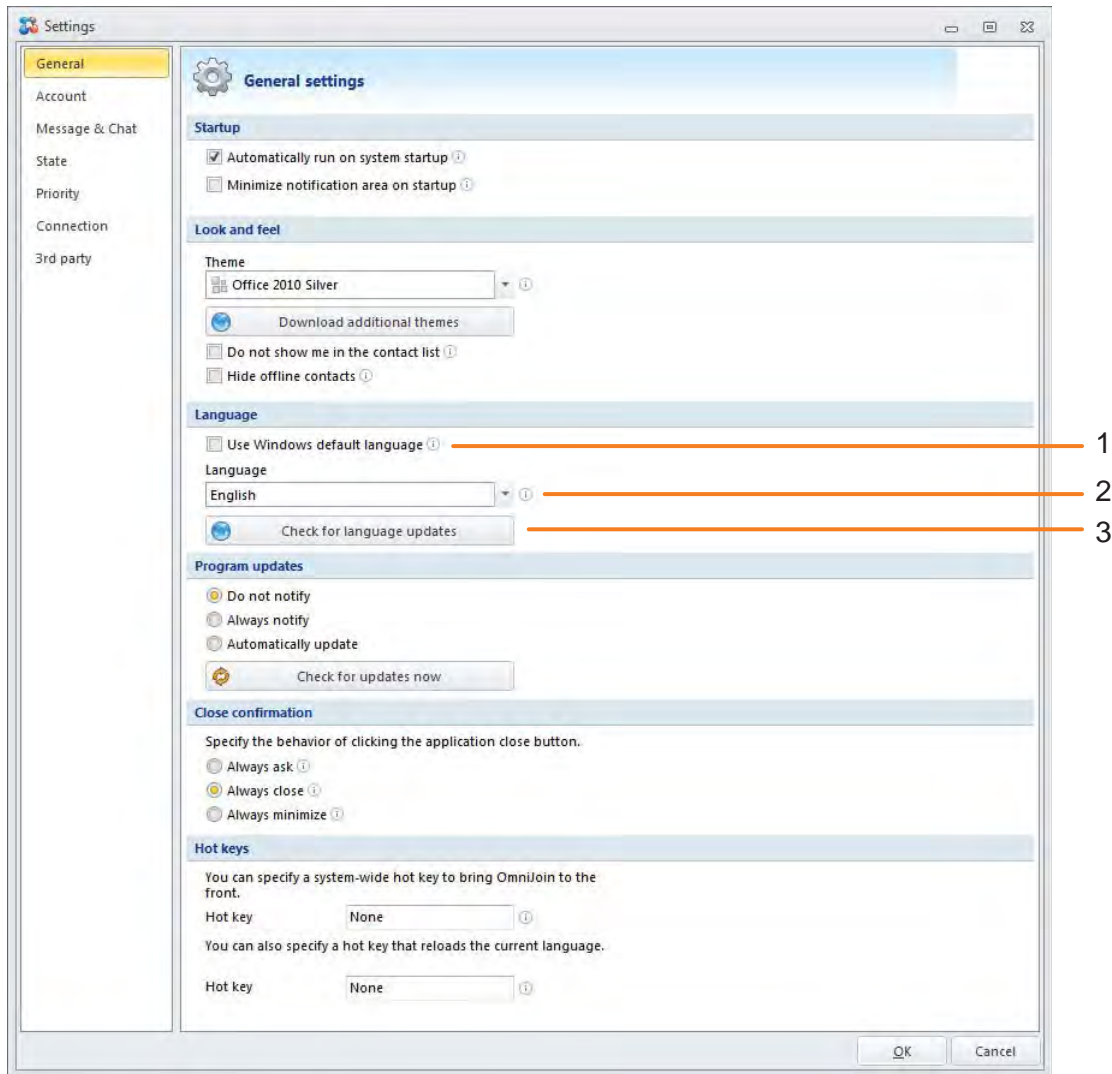 Settings
General
Account
Message & Chat
State
Priority
Connection
3rd party
General settings
Startup
Automatically run on system startup
Minimize notification area on startup
Look and feel
Theme
Office 2010 Silver
Download additional themes
Do not show me in the contact list
Hide offline contacts
Language
Use Windows default language
1
Language
English
2
Check for language updates
3
Program updates
Do not notify
Always notify
Automatically update
Check for updates now
Close confirmation
Specify the behavior of clicking the application close button.
Always ask
Always close
Always minimize
Hot keys
You can specify a system-wide hot key to bring OmniJoin to the
front.
Hot key None
You can also specify a hot key that reloads the current language.
Hot key None
OK Cancel